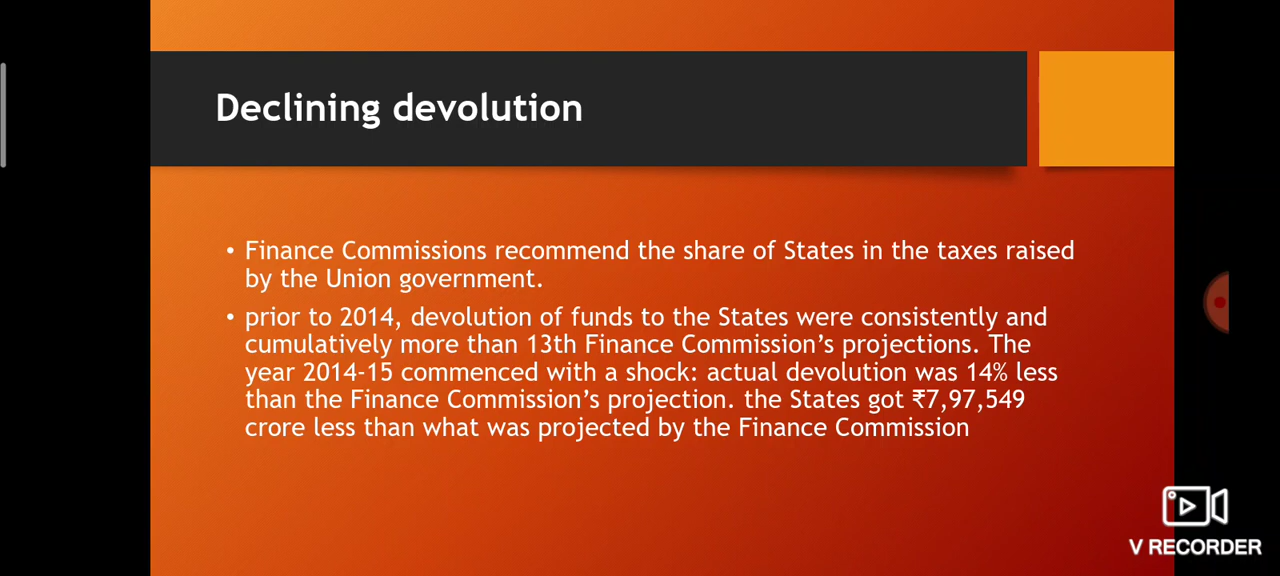 Declining devolution
• Finance Commissions recommend the share of States in the taxes raised
by the Union government.
• prior to 2014, devolution of funds to the States were consistently and
cumulatively more than 13th Finance Commission’s projections. The
year 2014-15 commenced with a shock: actual devolution was 14% less
than the Finance Commission’s projection. the States got ₹7,97,549
crore less than what was projected by the Finance Commission
V RECORDER